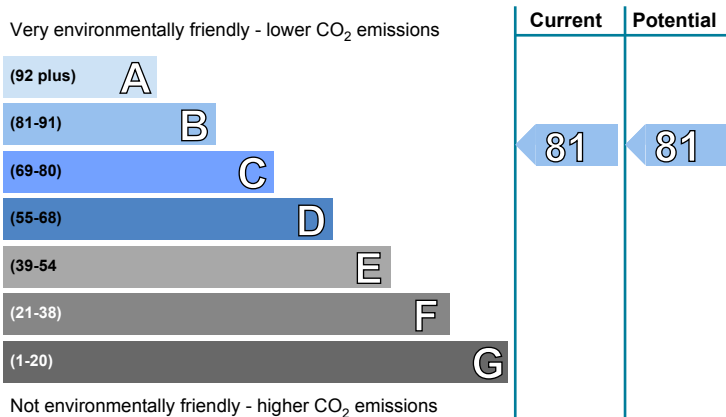 Very environmentally friendly - lower CO2 emissions
Current
Potential
(92 plus) A
(81-91) B
(69-80) C
(55-68) D
(39-54 E
(21-38) F
(1-20) G
81
81
Not environmentally friendly - higher CO2 emissions